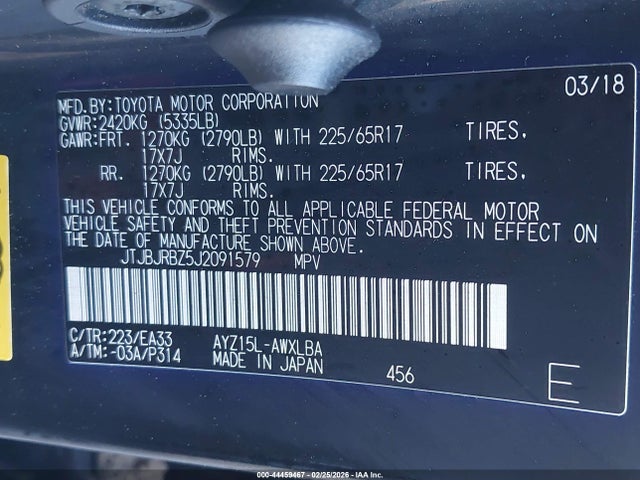 03/18
MFD.BY:TOYOTA MOTOR CORPORATION
GVWR:2420KG (5335LB)
GAWR:FRT. 1270KG (2790LB) WITH 225/65R17 TIRES.
17X7J RIMS.
RR. 1270KG (2790LB) WITH 225/65R17 TIRES.
17X7J RIMS.
THIS VEHICLE CONFORMS TO ALL APPLICABLE FEDERAL MOTOR
VEHICLE SAFETY AND THEFT PREVENTION STANDARDS IN EFFECT ON
THE DATE OF MANUFACTURE SHOWN ABOVE.
JTJBJRBZ5J2091579 MPV
C/TR:223/EA33 AYZ15L-AWXLBA
A/TM:-03A/P314 MADE IN JAPAN
456
E
000-44459467 - 02/25/2026 - IAA Inc.